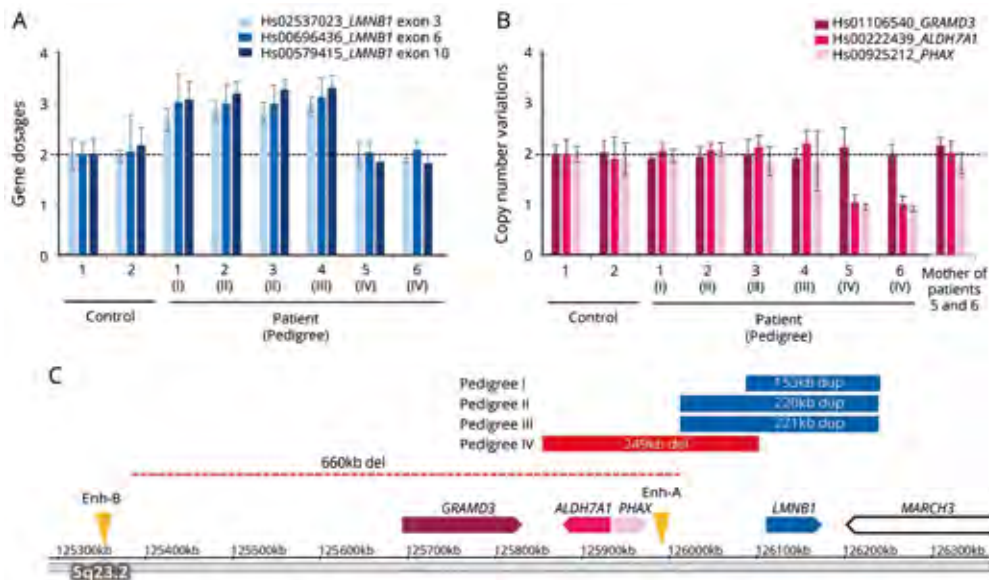 A
Hs02537023_LMNB1 exon 3
Hs00696436_LMNB1 exon 6
Hs00579415_LMNB1 exon 10
Gene dosages
4
3
2
1
0
1 2 1 2 3 4 5 6
(I) (II) (II) (III) (IV) (IV)
Control
Patient
(Pedigree)
B
Hs01106540_GRAMD3
Hs00222439_ALDH7A1
Hs00925212_PHAX
Copy number variations
4
3
2
1
0
1 2 1 2 3 4 5 6 Mother of
(I) (II) (II) (III) (IV) (IV) patients
5 and 6
Control
Patient
(Pedigree)
C
Pedigree I 153kb dup
Pedigree II 220kb dup
Pedigree III 221kb dup
Pedigree IV 249kb del
660kb del
Enh-B
Enh-A
GRAMD3 ALDH7A1 PHAX LMNB1 MARCH3
125300kb 125400kb 125500kb 125600kb 125700kb 125800kb 125900kb 126000kb 126100kb 126200kb 126300kb
5q23.2